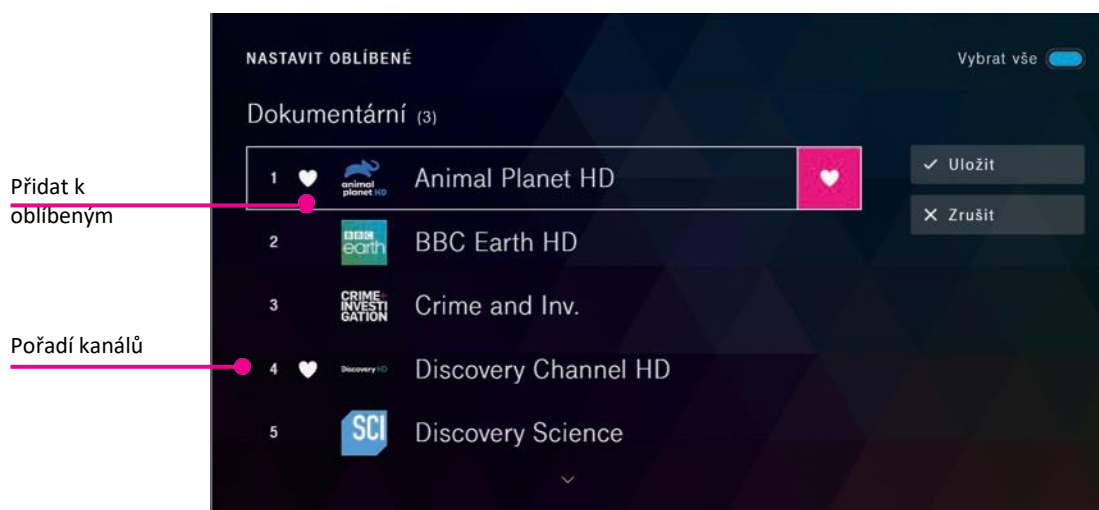 NASTAVIT OBLÍBENÉ
Vybrat vše
Dokumentární (3)
Přidat k
oblíbeným
1 animal planet HD Animal Planet HD
✓ Uložit
✕ Zrušit
2 BBC earth BBC Earth HD
3 CRIME+ INVESTIGATION Crime and Inv.
Pořadí kanálů
4 Discovery HD Discovery Channel HD
5 SCI Discovery Science